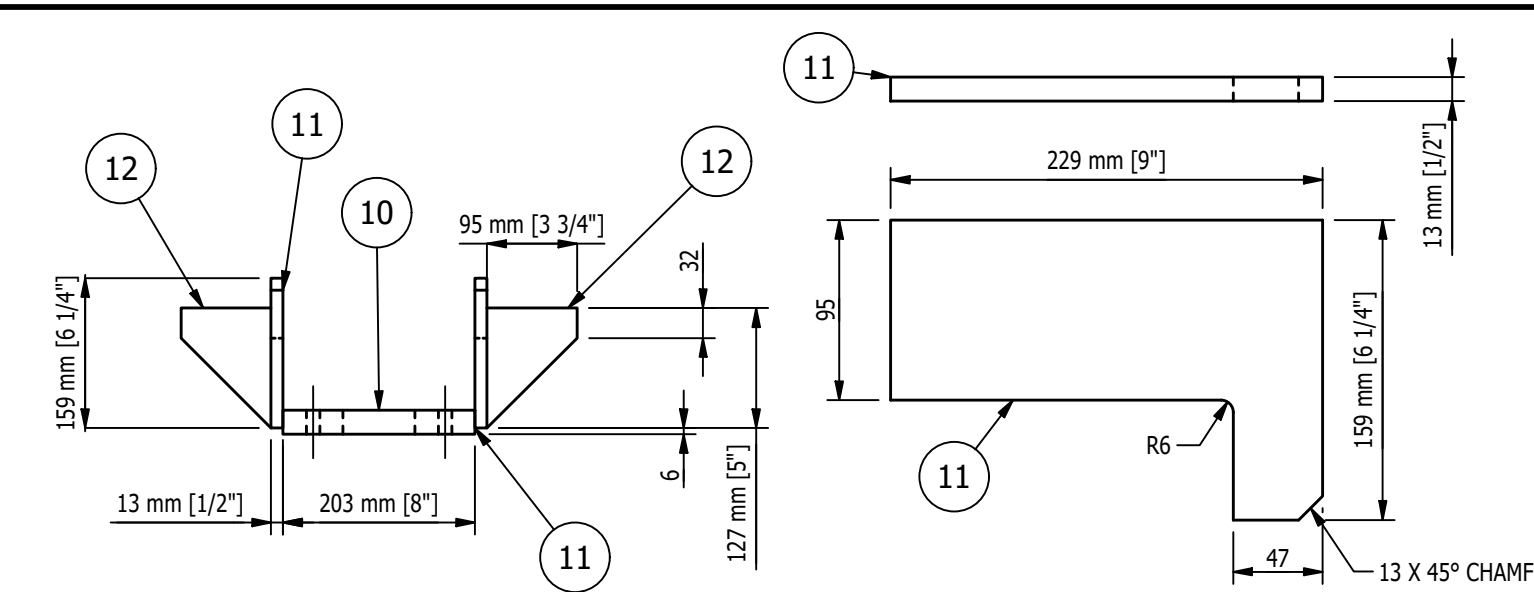 11
12
159 mm [6 1/4"]
11
10
95 mm [3 3/4"]
32
12
13 mm [1/2"]
203 mm [8"]
6
127 mm [5"]
11
11
13 mm [1/2"]
229 mm [9"]
95
R6
159 mm [6 1/4"]
11
47
13 X 45° CHAMF